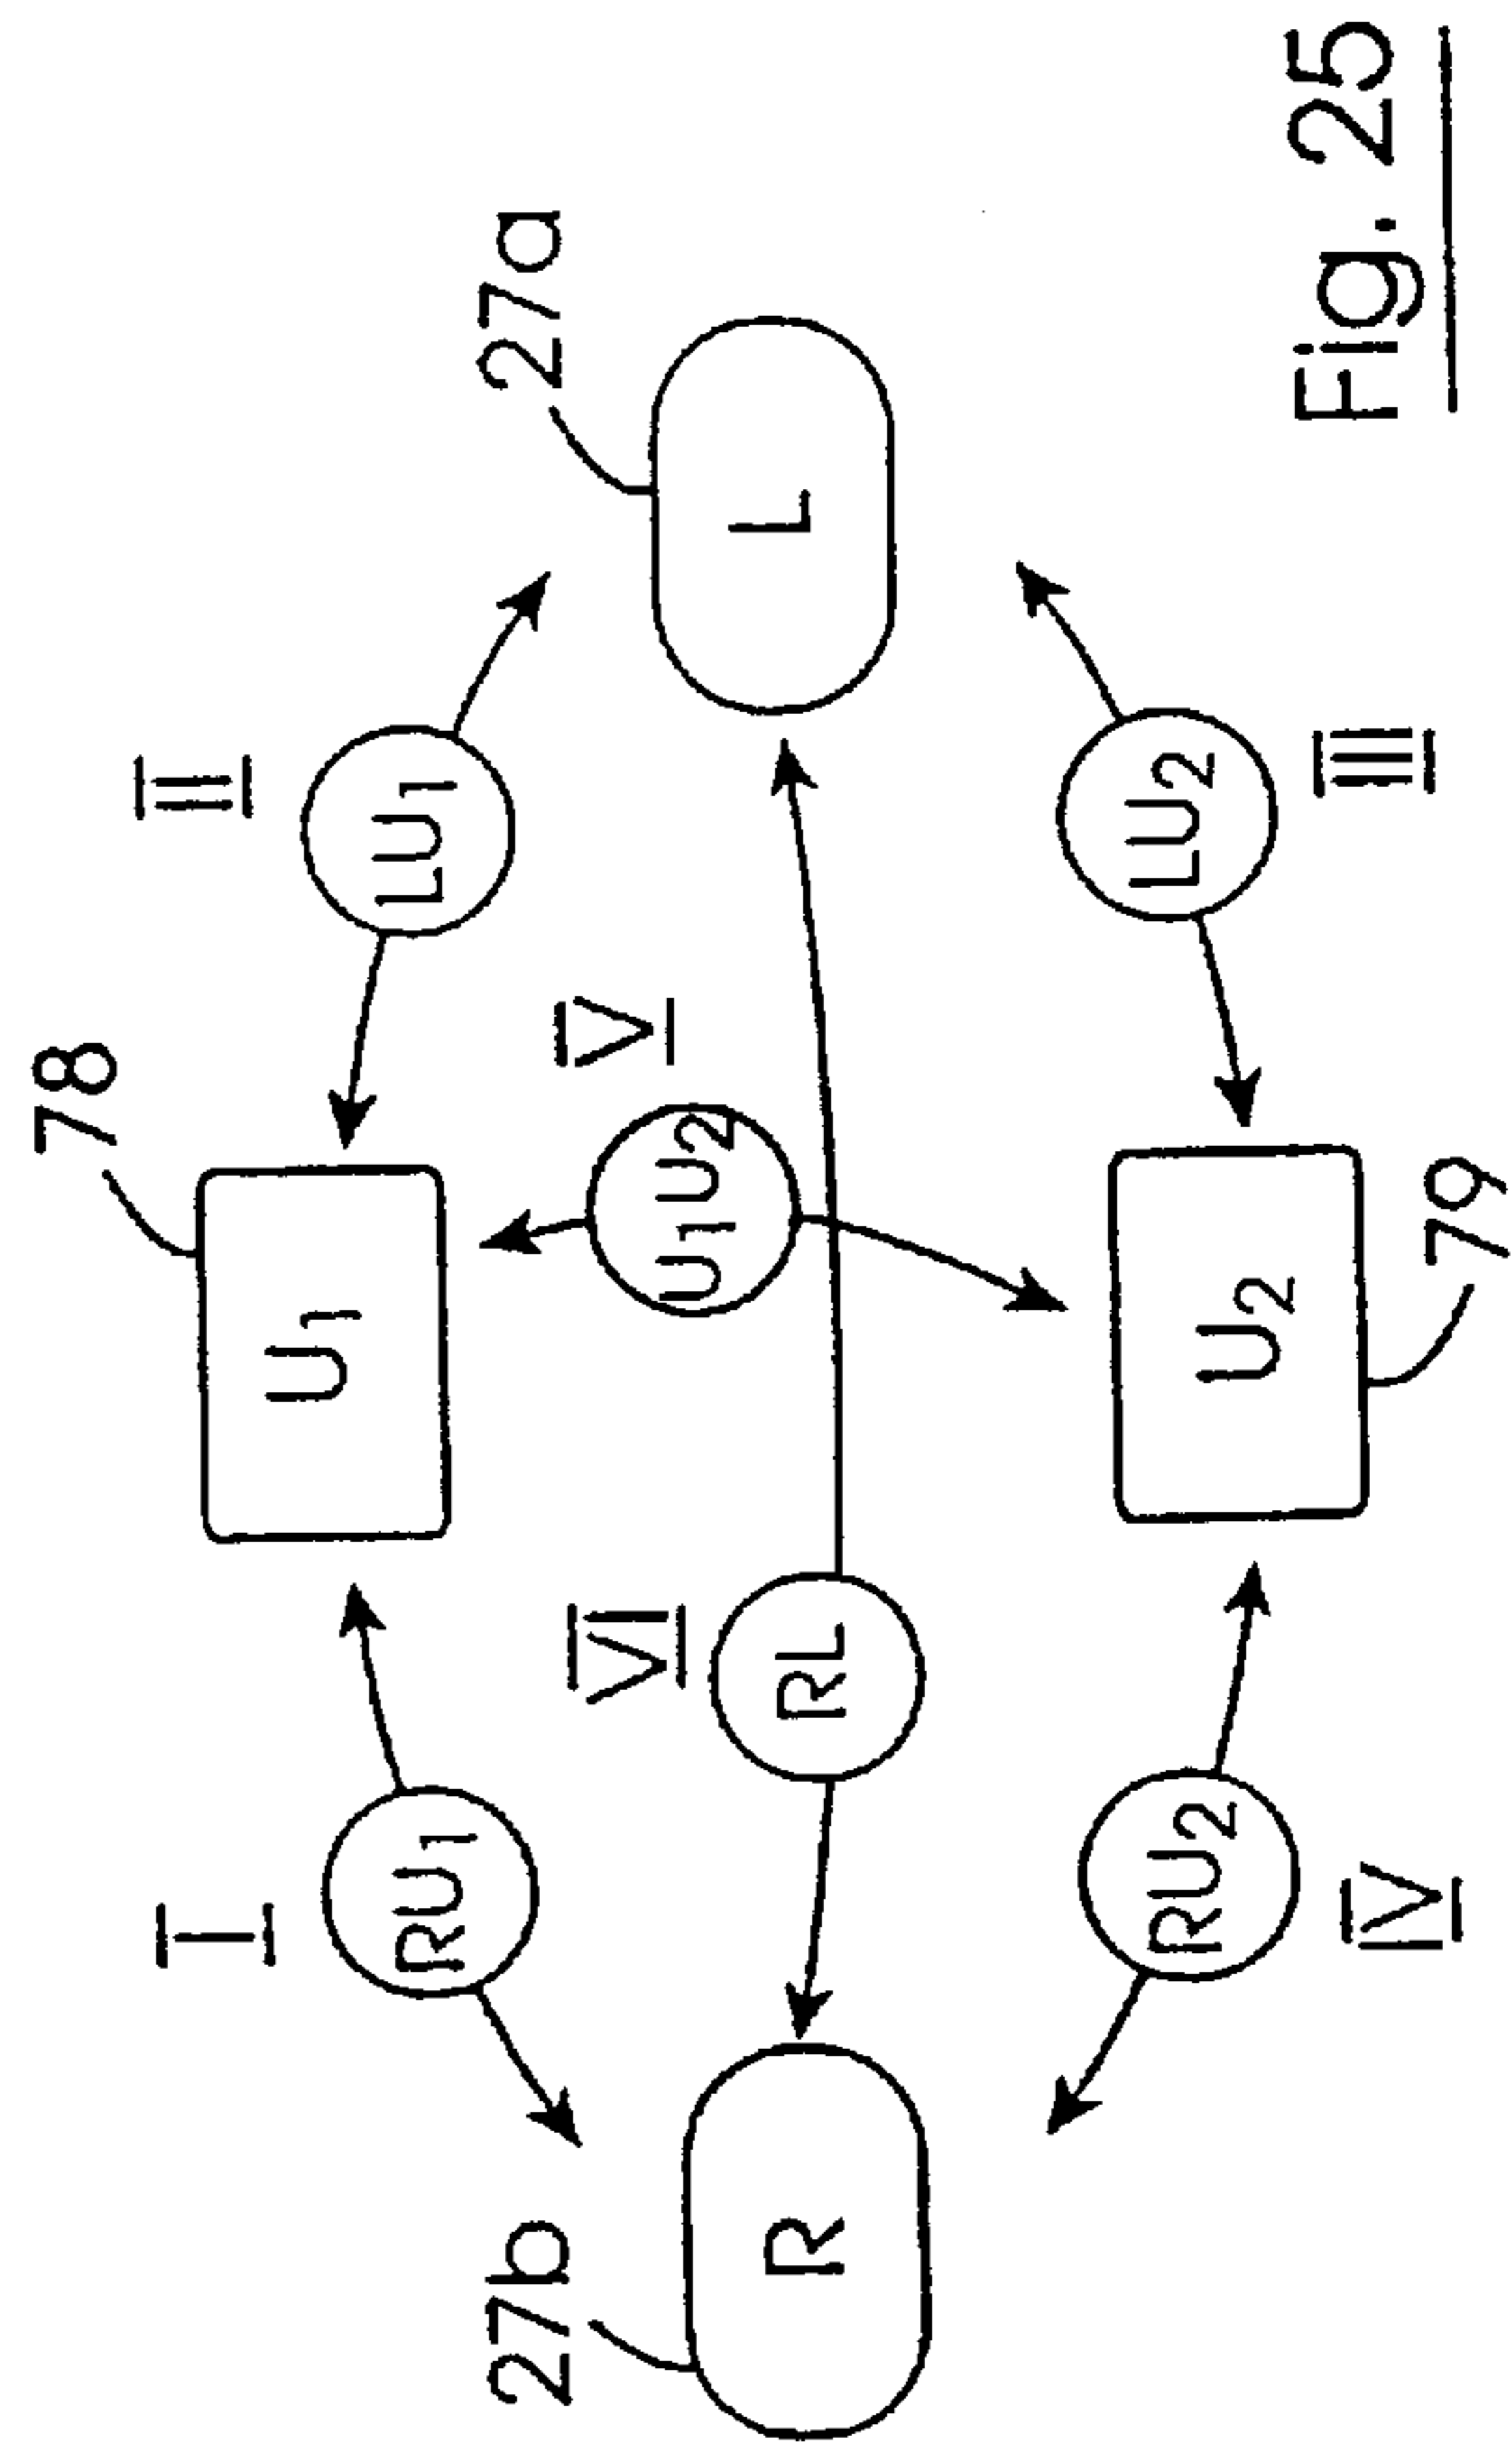 78
I
II
U₁
RU₁
LU₁
27b
27a
VI
V
U₁U₂
R
RL
L
RU₂
U₂
LU₂
IV
III
79
Fig. 25